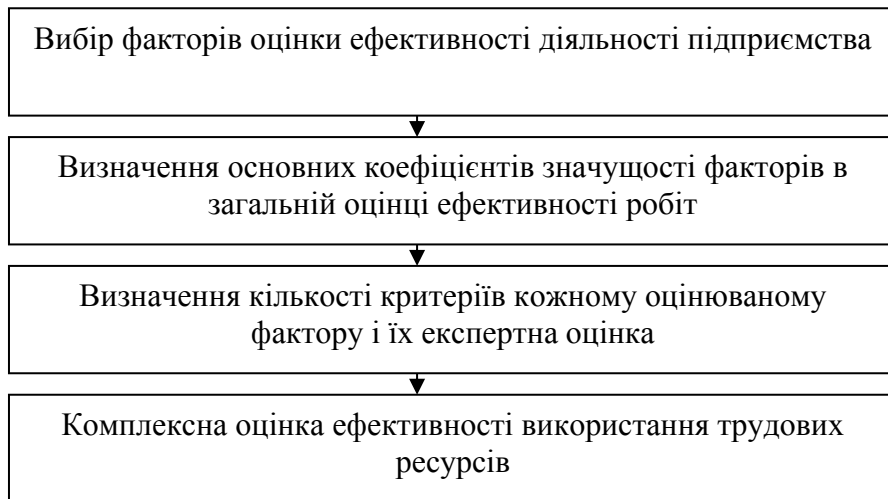 Вибір факторів оцінки ефективності діяльності підприємства
Визначення основних коефіцієнтів значущості факторів в
загальній оцінці ефективності робіт
Визначення кількості критеріїв кожному оцінюваному
фактору і їх експертна оцінка
Комплексна оцінка ефективності використання трудових
ресурсів